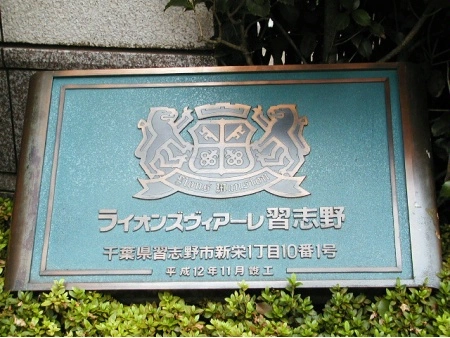 LIONS MANSION
ライオンズヴィアーレ習志野
千葉県習志野市新栄1丁目10番1号
平成12年11月竣工